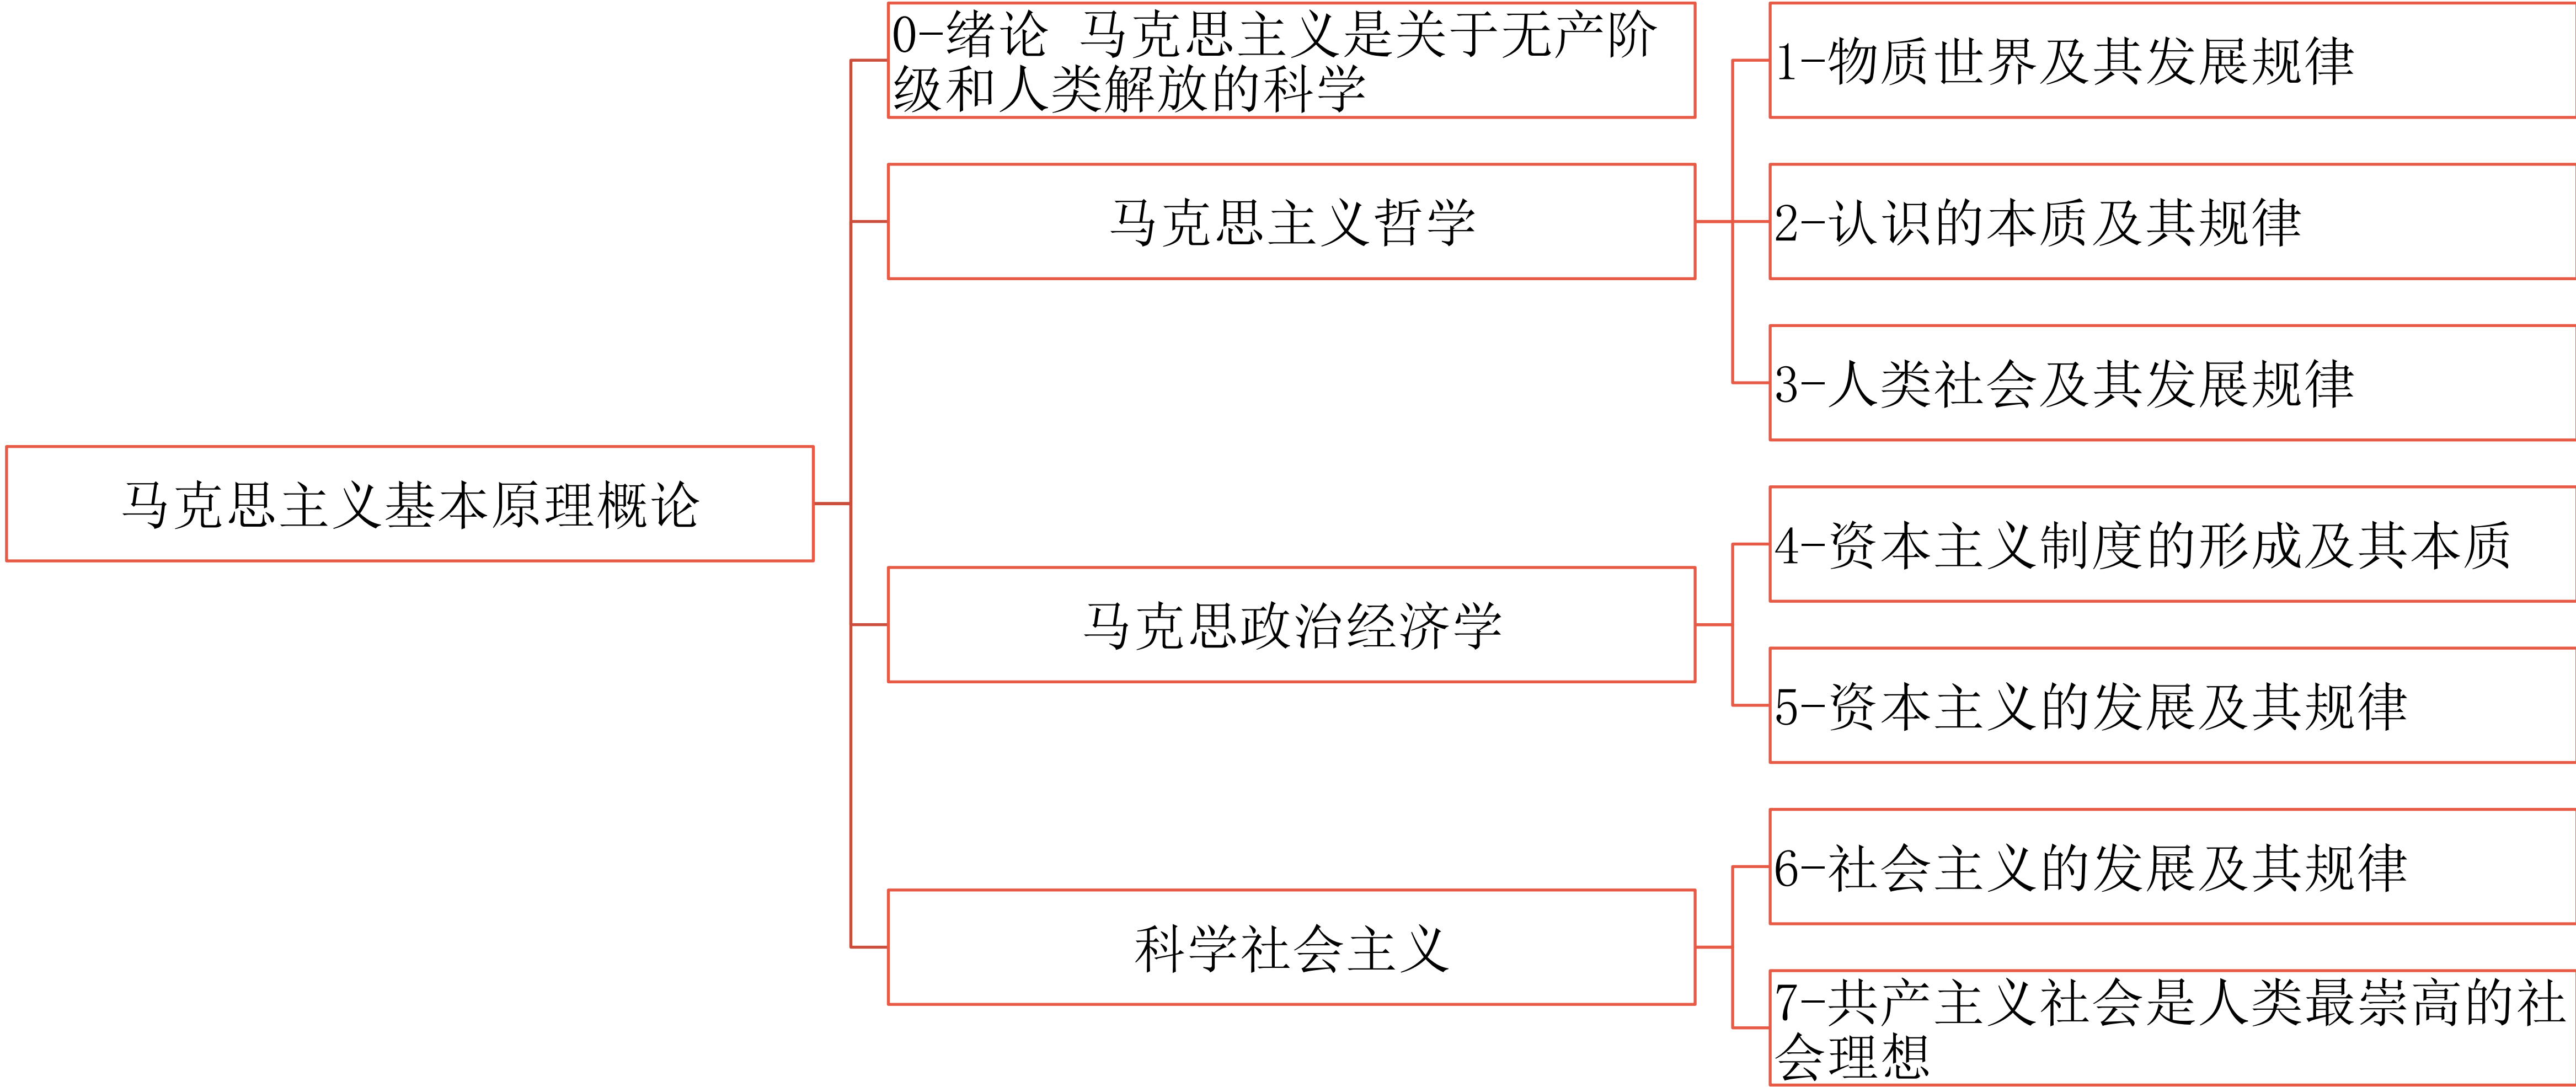 马克思主义基本原理概论
0-绪论 马克思主义是关于无产阶
级和人类解放的科学
马克思主义哲学
1-物质世界及其发展规律
2-认识的本质及其规律
3-人类社会及其发展规律
马克思政治经济学
4-资本主义制度的形成及其本质
5-资本主义的发展及其规律
科学社会主义
6-社会主义的发展及其规律
7-共产主义社会是人类最崇高的社
会理想